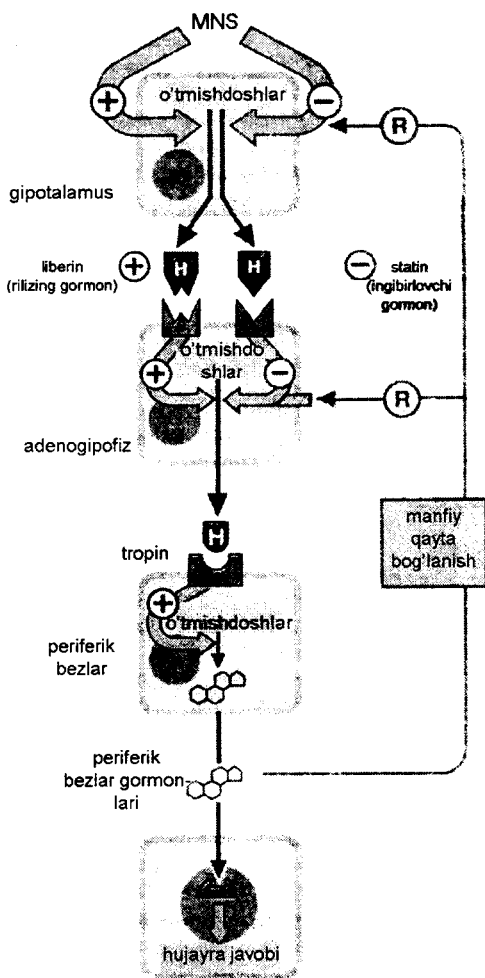 MNS
+
o'tmishdoshlar
−
R
gipotalamus
liberin
(rilizing gormon)
+
H
H
−
statin
(ingibirlovchi
gormon)
o'tmishdo
shlar
+
−
R
adenogipofiz
H
manfiy
qayta
bog'lanish
tropin
+
o'tmishdoshlar
periferik
bezlar
periferik
bezlar gormon-
lari
hujayra javobi